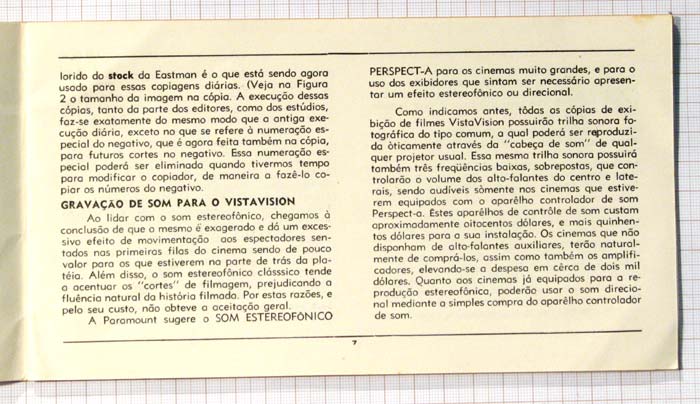 lorido do stock da Eastman é o que está sendo agora
usado para essas copiagens diárias. (Veja na Figura
2 o tamanho da imagem na cópia. A execução dessas
cópias, tanto da parte dos editores, como dos estúdios,
faz-se exatamente do mesmo modo que a antiga exe-
cução diária, exceto no que se refere à numeração es-
pecial do negativo, que é agora feita também na cópia,
para futuros cortes no negativo. Essa numeração es-
pecial poderá ser eliminada quando tivermos tempo
para modificar o copiador, de maneira a fazê-lo co-
piar os números do negativo.
GRAVAÇÃO DE SOM PARA O VISTAVISION
Ao lidar com o som estereofônico, chegamos à
conclusão de que o mesmo é exagerado e dá um exces-
sivo efeito de movimentação aos espectadores sen-
tados nas primeiras filas do cinema sendo de pouco
valor para os que estiverem na parte de trás da pla-
téia. Além disso, o som estereofônico clásssico tende
a acentuar os "cortes" de filmagem, prejudicando a
fluência natural da história filmada. Por estas razões, e
pelo seu custo, não obteve a aceitação geral.
A Paramount sugere o SOM ESTEREOFÔNICO
PERSPECT-A para os cinemas muito grandes, e para o
uso dos exibidores que sintam ser necessário apresen-
tar um efeito estereofônico ou direcional.
Como indicamos antes, tôdas as cópias de exi-
bição de filmes VistaVision possuirão trilha sonora fo-
tográfica do tipo comum, a qual poderá ser reproduzi-
da òticamente através da "cabeça de som" de qual-
quer projetor usual. Essa mesma trilha sonora possuirá
também três freqüências baixas, sobrepostas, que con-
trolarão o volume dos alto-falantes do centro e late-
rais, sendo audíveis sòmente nos cinemas que estive-
rem equipados com o aparêlho controlador de som
Perspect-a. Êstes aparêlhos de contrôle de som custam
aproximadamente oitocentos dólares, e mais quinhen-
tos dólares para a sua instalação. Os cinemas que não
disponham de alto-falantes auxiliares, terão natural-
mente de comprá-los, assim como também os amplifi-
cadores, elevando-se a despesa em cêrca de dois mil
dólares. Quanto aos cinemas já equipados para a re-
produção estereofônica, poderão usar o som direcio-
nal mediante a simples compra do aparêlho controlador
de som.
7